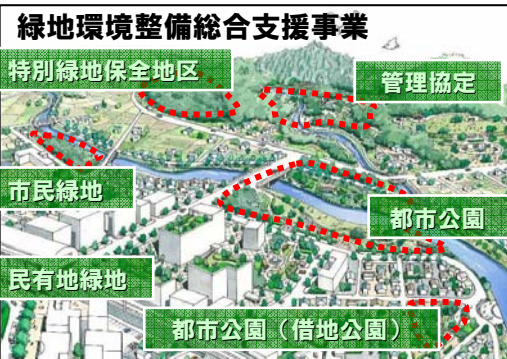 緑地環境整備総合支援事業
特別緑地保全地区
管理協定
市民緑地
都市公園
民有地緑地
都市公園（借地公園）